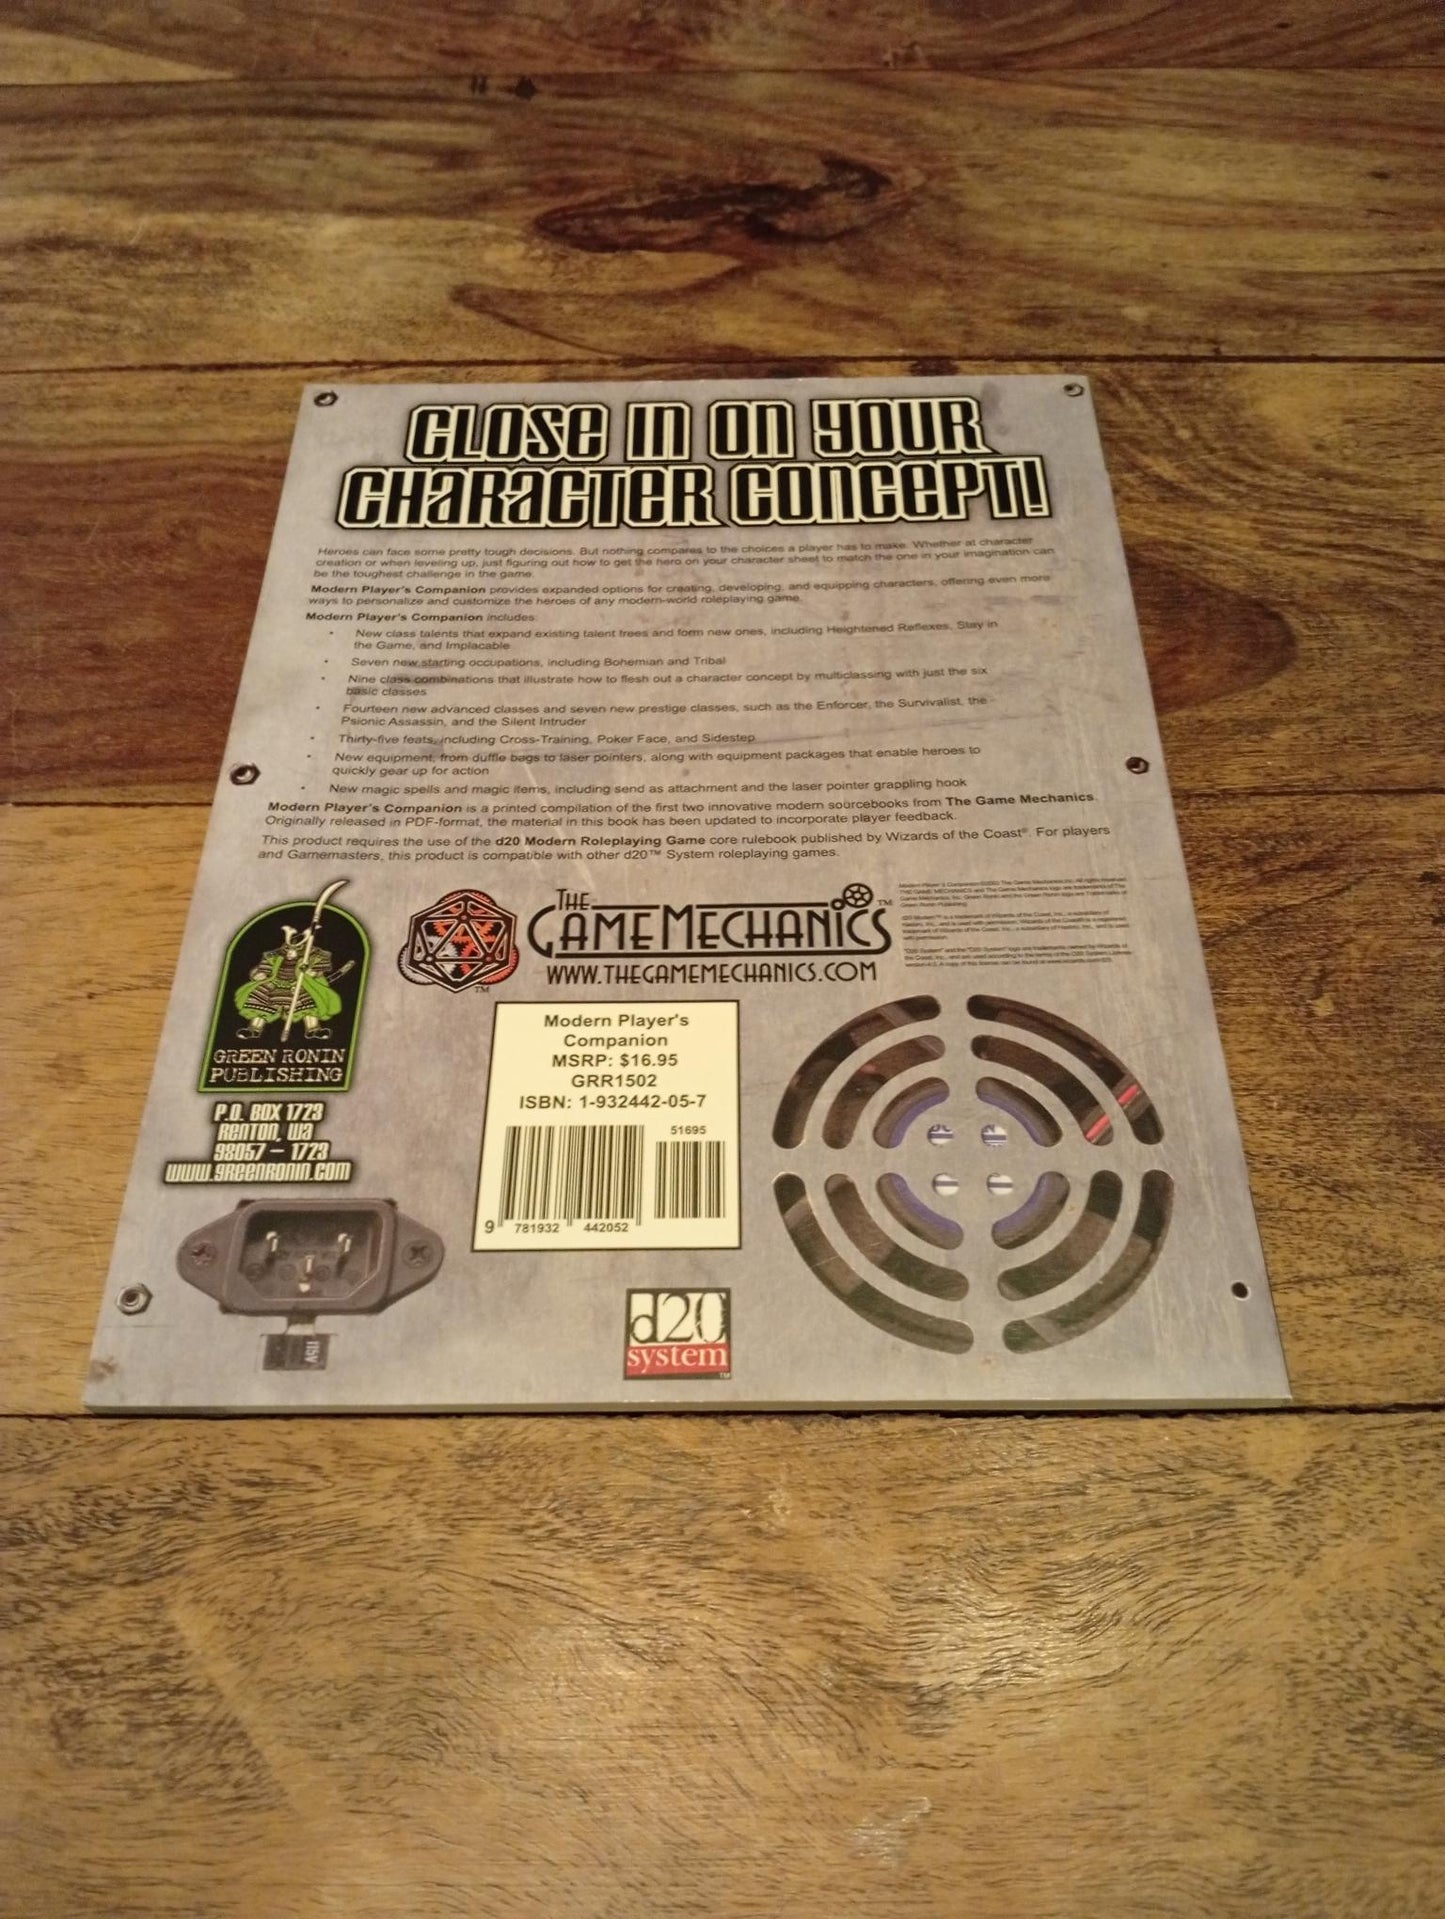 CLOSE IN ON YOUR
CHARACTER CONCEPT!
Heroes can face some pretty tough decisions. But nothing compares to the choices a player has to make. Whether at character
creation or when leveling up, just figuring out how to get the hero on your character sheet to match the one in your imagination can
be the toughest challenge in the game.
Modern Player's Companion provides expanded options for creating, developing, and equipping characters, offering even more
ways to personalize and customize the heroes of any modern-world roleplaying game.
Modern Player's Companion includes:
• New class talents that expand existing talent trees and form new ones, including Heightened Reflexes, Stay in
the Game, and Implacable
• Seven new starting occupations, including Bohemian and Tribal
• Nine class combinations that illustrate how to flesh out a character concept by multiclassing with just the six
basic classes
• Fourteen new advanced classes and seven new prestige classes, such as the Enforcer, the Survivalist, the
Psionic Assassin, and the Silent Intruder
• Thirty-five feats, including Cross-Training, Poker Face, and Sidestep
• New equipment, from duffle bags to laser pointers, along with equipment packages that enable heroes to
quickly gear up for action
• New magic spells and magic items, including send as attachment and the laser pointer grappling hook
Modern Player's Companion is a printed compilation of the first two innovative modern sourcebooks from The Game Mechanics.
Originally released in PDF-format, the material in this book has been updated to incorporate player feedback.
This product requires the use of the d20 Modern Roleplaying Game core rulebook published by Wizards of the Coast®. For players
and Gamemasters, this product is compatible with other d20™ System roleplaying games.
THE
GAME MECHANICS™
WWW.THEGAMEMECHANICS.COM
TM
GREEN RONIN
PUBLISHING
P.O. BOX 1723
RENTON, WA
98057 – 1723
WWW.GREENRONIN.COM
Modern Player's
Companion
MSRP: $16.95
GRR1502
ISBN: 1-932442-05-7
51695
9 781932 442052
115V
d20
system
TM